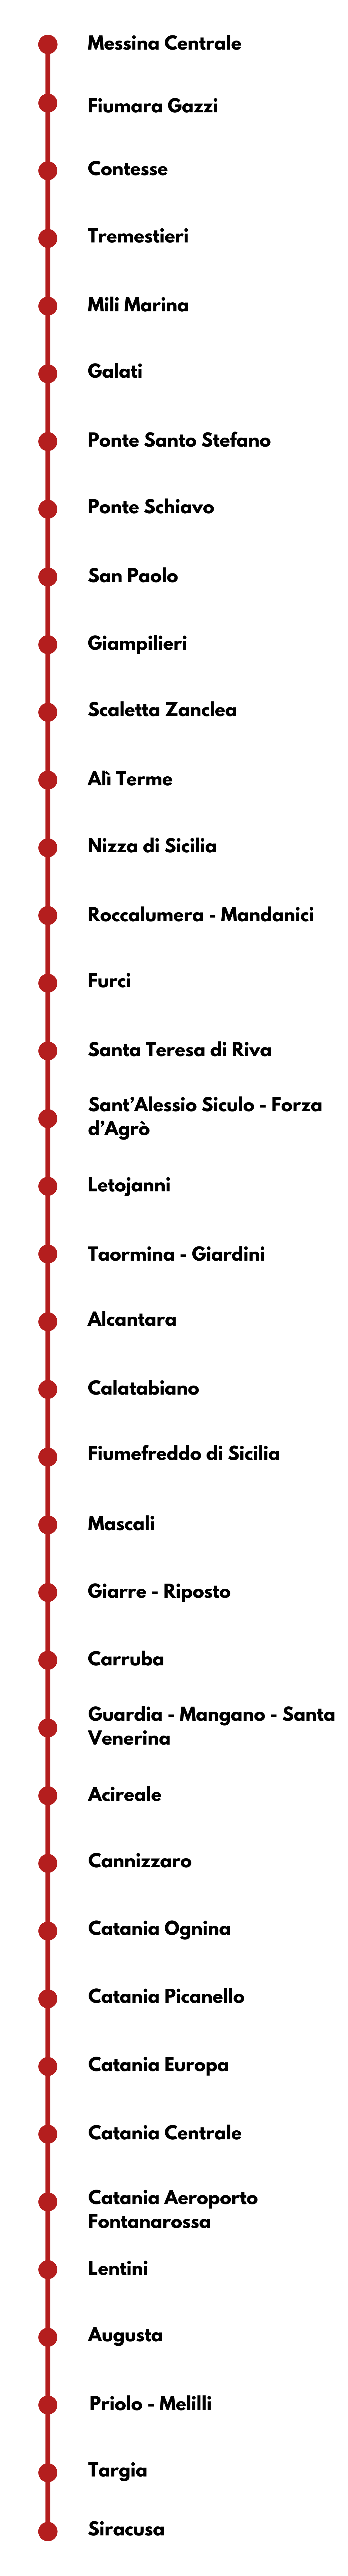 Messina Centrale
Fiumara Gazzi
Contesse
Tremestieri
Mili Marina
Galati
Ponte Santo Stefano
Ponte Schiavo
San Paolo
Giampilieri
Scaletta Zanclea
Alì Terme
Nizza di Sicilia
Roccalumera - Mandanici
Furci
Santa Teresa di Riva
Sant’Alessio Siculo - Forza
d’Agrò
Letojanni
Taormina - Giardini
Alcantara
Calatabiano
Fiumefreddo di Sicilia
Mascali
Giarre - Riposto
Carruba
Guardia - Mangano - Santa
Venerina
Acireale
Cannizzaro
Catania Ognina
Catania Picanello
Catania Europa
Catania Centrale
Catania Aeroporto
Fontanarossa
Lentini
Augusta
Priolo - Melilli
Targia
Siracusa